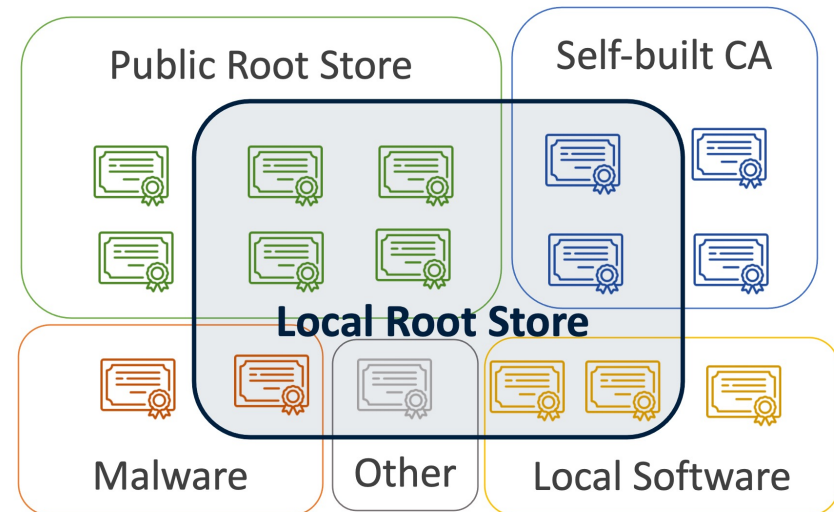 Public Root Store
Self-built CA
Local Root Store
Malware
Other
Local Software